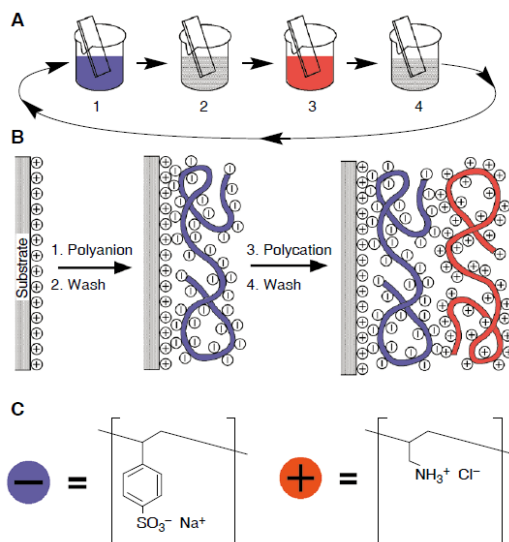 A
1 2 3 4
B
Substrate
1. Polyanion
2. Wash
3. Polycation
4. Wash
C
− =
SO₃⁻ Na⁺
+ =
NH₃⁺ Cl⁻